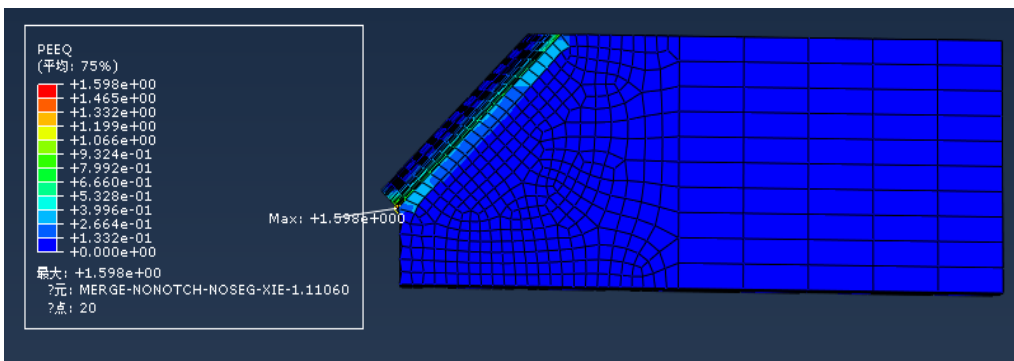 PEEQ
(平均: 75%)
+1.598e+00
+1.465e+00
+1.332e+00
+1.199e+00
+1.066e+00
+9.324e-01
+7.992e-01
+6.660e-01
+5.328e-01
+3.996e-01
+2.664e-01
+1.332e-01
+0.000e+00
最大: +1.598e+00
?元: MERGE-NONOTCH-NOSEG-XIE-1.11060
?点: 20
Max: +1.598e+000